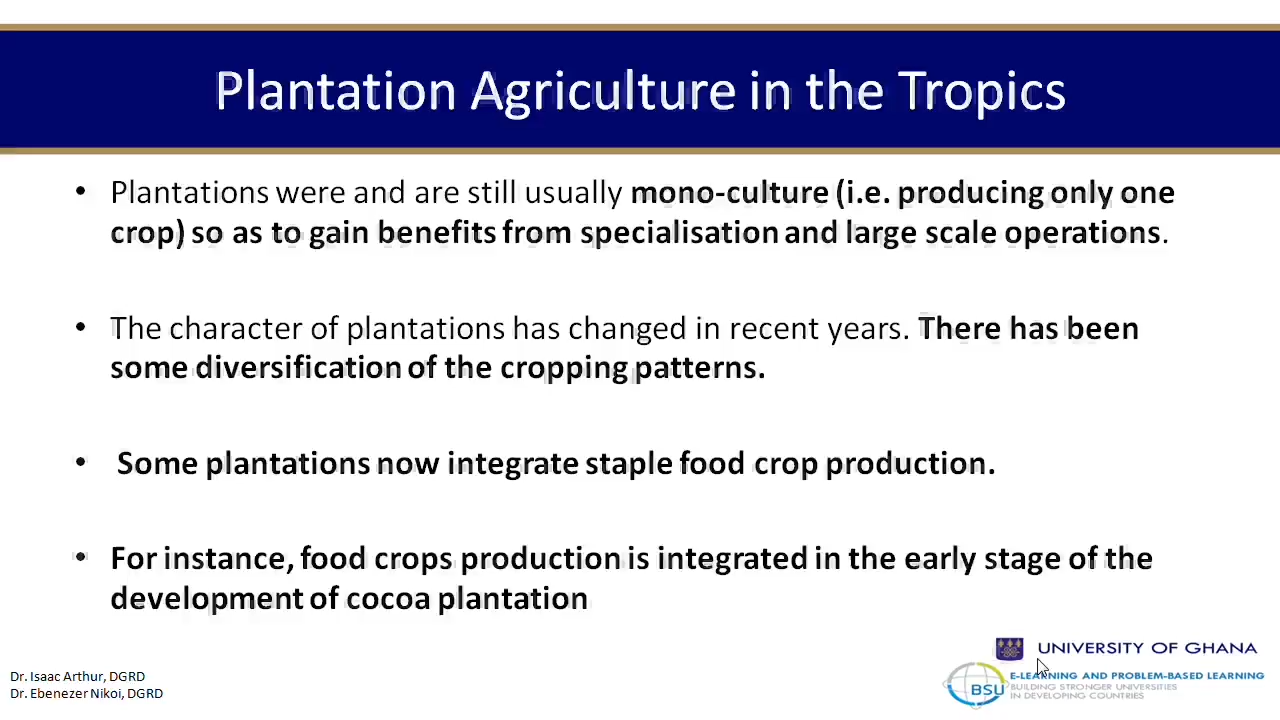 Plantation Agriculture in the Tropics
• Plantations were and are still usually mono-culture (i.e. producing only one
crop) so as to gain benefits from specialisation and large scale operations.
• The character of plantations has changed in recent years. There has been
some diversification of the cropping patterns.
• Some plantations now integrate staple food crop production.
• For instance, food crops production is integrated in the early stage of the
development of cocoa plantation
UNIVERSITY OF GHANA
Dr. Isaac Arthur, DGRD
Dr. Ebenezer Nikoi, DGRD
BSU
E-LEARNING AND PROBLEM-BASED LEARNING
BUILDING STRONGER UNIVERSITIES
IN DEVELOPING COUNTRIES